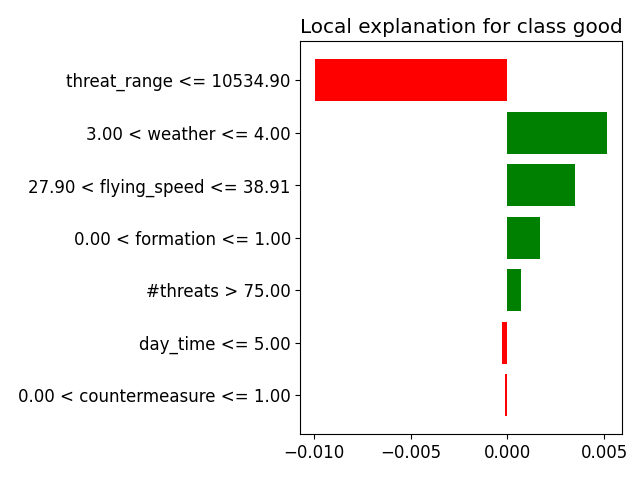 Local explanation for class good
threat_range <= 10534.90
3.00 < weather <= 4.00
27.90 < flying_speed <= 38.91
0.00 < formation <= 1.00
#threats > 75.00
day_time <= 5.00
0.00 < countermeasure <= 1.00
−0.010 −0.005 0.000 0.005